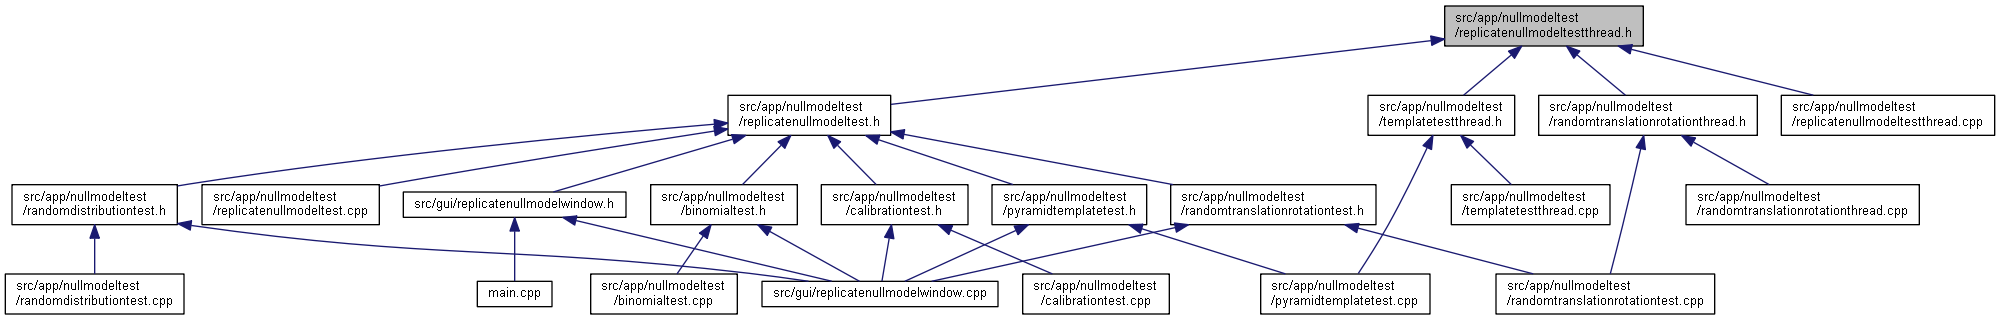 src/app/nullmodeltest
/replicatenullmodeltestthread.h
src/app/nullmodeltest
/replicatenullmodeltest.h
src/app/nullmodeltest
/templatetestthread.h
src/app/nullmodeltest
/randomtranslationrotationthread.h
src/app/nullmodeltest
/replicatenullmodeltestthread.cpp
src/app/nullmodeltest
/randomdistributiontest.h
src/app/nullmodeltest
/replicatenullmodeltest.cpp
src/gui/replicatenullmodelwindow.h
src/app/nullmodeltest
/binomialtest.h
src/app/nullmodeltest
/calibrationtest.h
src/app/nullmodeltest
/pyramidtemplatetest.h
src/app/nullmodeltest
/randomtranslationrotationtest.h
src/app/nullmodeltest
/templatetestthread.cpp
src/app/nullmodeltest
/randomtranslationrotationthread.cpp
src/app/nullmodeltest
/randomdistributiontest.cpp
main.cpp
src/app/nullmodeltest
/binomialtest.cpp
src/gui/replicatenullmodelwindow.cpp
src/app/nullmodeltest
/calibrationtest.cpp
src/app/nullmodeltest
/pyramidtemplatetest.cpp
src/app/nullmodeltest
/randomtranslationrotationtest.cpp